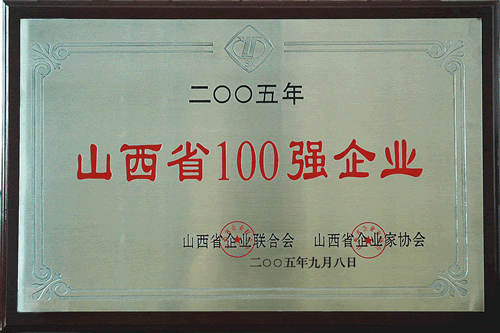 二〇〇五年
山西省100强企业
山西省企业联合会 山西省企业家协会
二〇〇五年九月八日